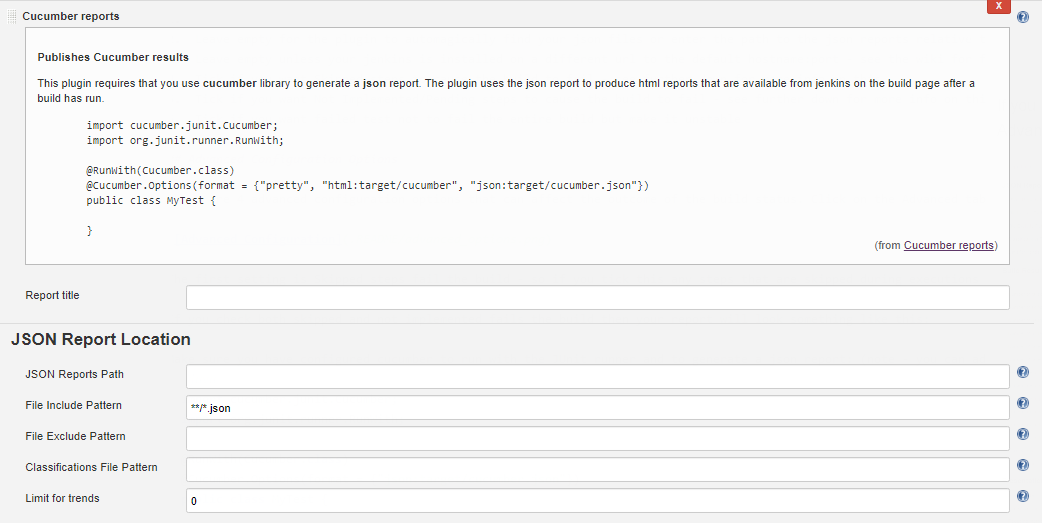 X
Cucumber reports
Publishes Cucumber results
This plugin requires that you use cucumber library to generate a json report. The plugin uses the json report to produce html reports that are available from jenkins on the build page after a
build has run.
import cucumber.junit.Cucumber;
import org.junit.runner.RunWith;
@RunWith(Cucumber.class)
@Cucumber.Options(format = {"pretty", "html:target/cucumber", "json:target/cucumber.json"})
public class MyTest {
}
(from Cucumber reports)
Report title
JSON Report Location
JSON Reports Path
File Include Pattern
**/*.json
File Exclude Pattern
Classifications File Pattern
Limit for trends
0